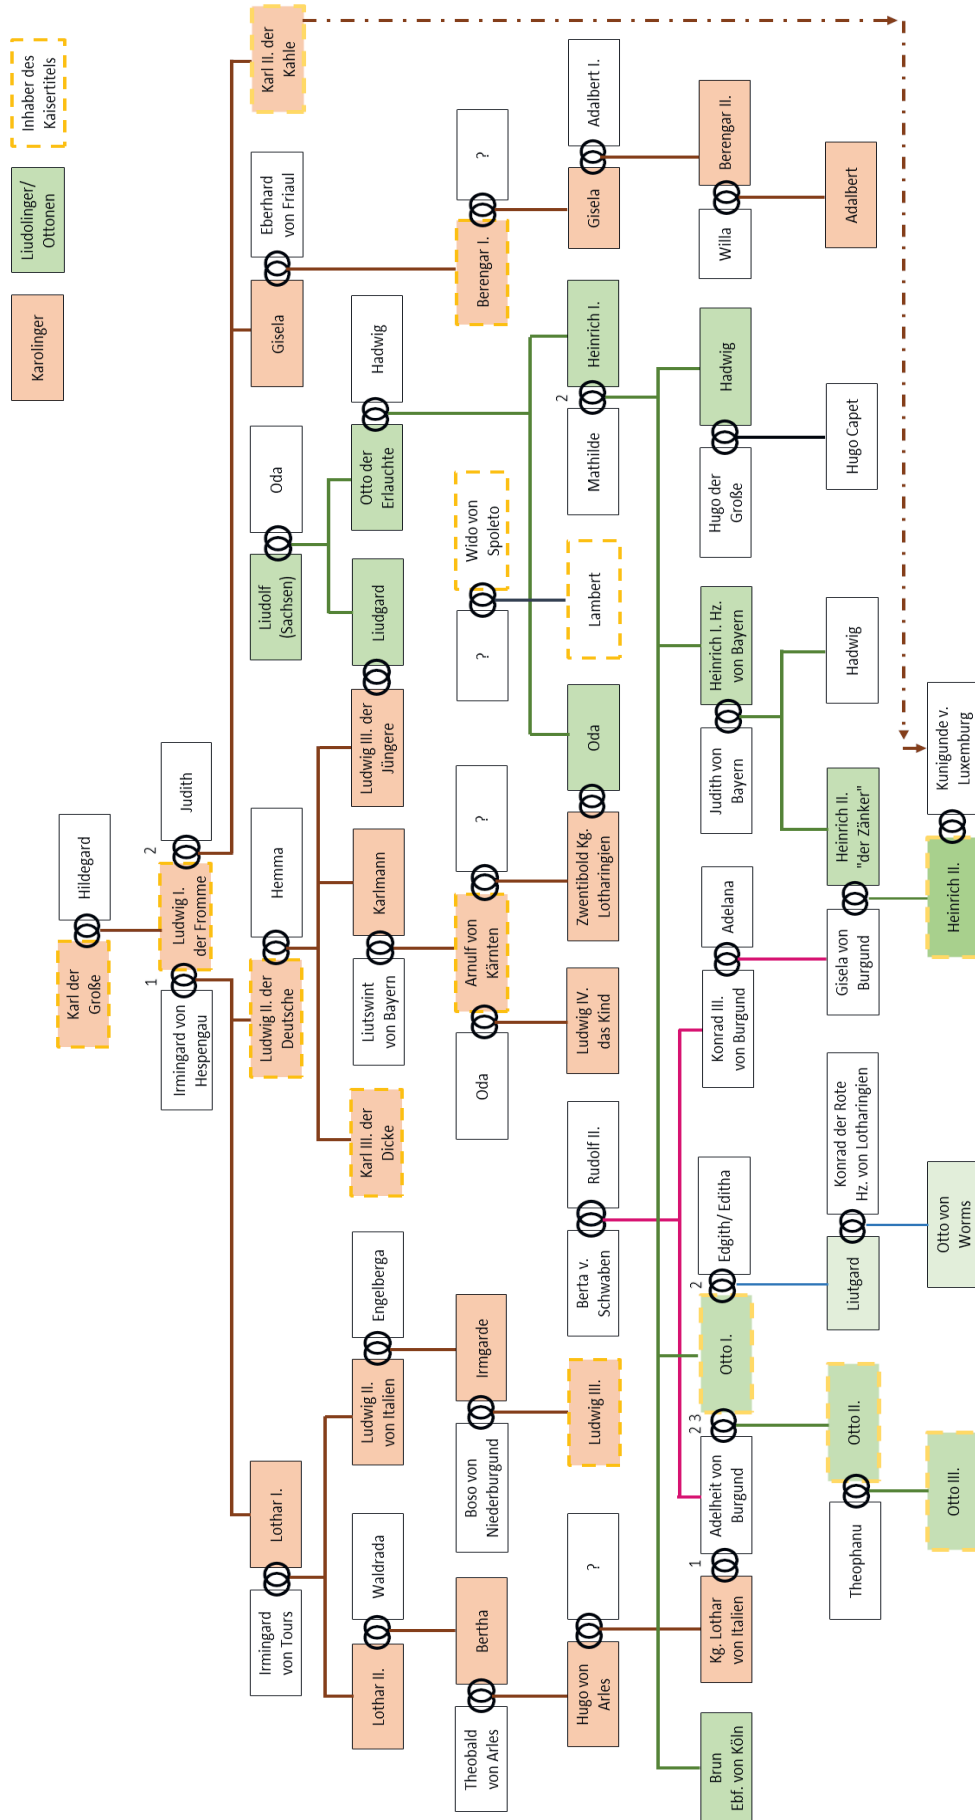 Karolinger
Liudolinger/
Ottonen
Inhaber des
Kaisertitels
Karl der
Große
Hildegard
Irmingard von
Hespengau
1
Ludwig I.
der Fromme
2
Judith
Irmingard
von Tours
Lothar I.
Ludwig II. der
Deutsche
Hemma
Liudolf
(Sachsen)
Oda
Gisela
Eberhard
von Friaul
Karl II. der
Kahle
Lothar II.
Waldrada
Ludwig II.
von Italien
Engelberga
Karl III. der
Dicke
Liutswint
von Bayern
Karlmann
Ludwig III. der
Jüngere
Liudgard
Otto der
Erlauchte
Hadwig
Theobald
von Arles
Bertha
Boso von
Niederburgund
Irmgarde
Oda
Arnulf von
Kärnten
?
?
Wido von
Spoleto
Berengar I.
?
Hugo von
Arles
?
Ludwig III.
Berta v.
Schwaben
Rudolf II.
Ludwig IV.
das Kind
Zwentibold Kg.
Lotharingien
Oda
Lambert
Mathilde
2
Heinrich I.
Gisela
Adalbert I.
Brun
Ebf. von Köln
Kg. Lothar
von Italien
1
Adelheit von
Burgund
2 3
Otto I.
2
Edgith/ Editha
Konrad III.
von Burgund
Adelana
Judith von
Bayern
Heinrich I. Hz.
von Bayern
Hugo der
Große
Hadwig
Willa
Berengar II.
Theophanu
Otto II.
Liutgard
Konrad der Rote
Hz. von Lotharingien
Gisela von
Burgund
Heinrich II.
"der Zänker"
Hadwig
Hugo Capet
Adalbert
Otto III.
Otto von
Worms
Heinrich II.
Kunigunde v.
Luxemburg